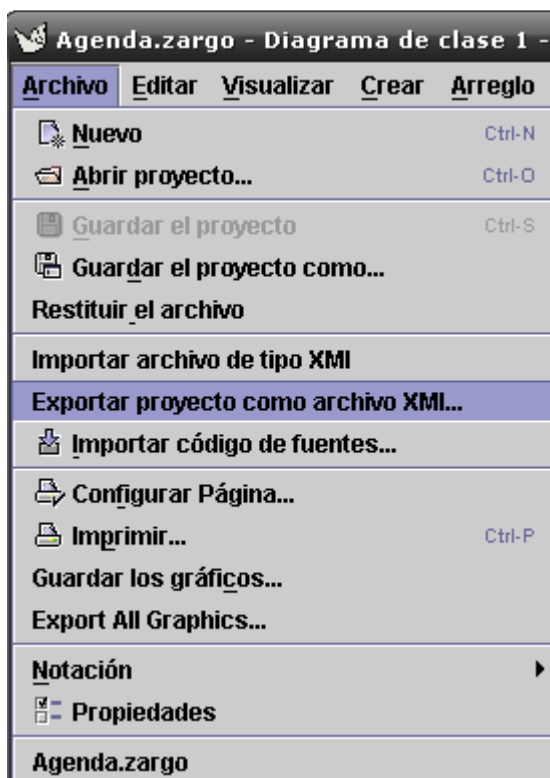 Agenda.zargo - Diagrama de clase 1 -
Archivo Editar Visualizar Crear Arreglo
Nuevo Ctrl-N
Abrir proyecto... Ctrl-O
Guardar el proyecto Ctrl-S
Guardar el proyecto como...
Restituir el archivo
Importar archivo de tipo XMI
Exportar proyecto como archivo XMI...
Importar código de fuentes...
Configurar Página...
Imprimir... Ctrl-P
Guardar los gráficos...
Export All Graphics...
Notación
Propiedades
Agenda.zargo